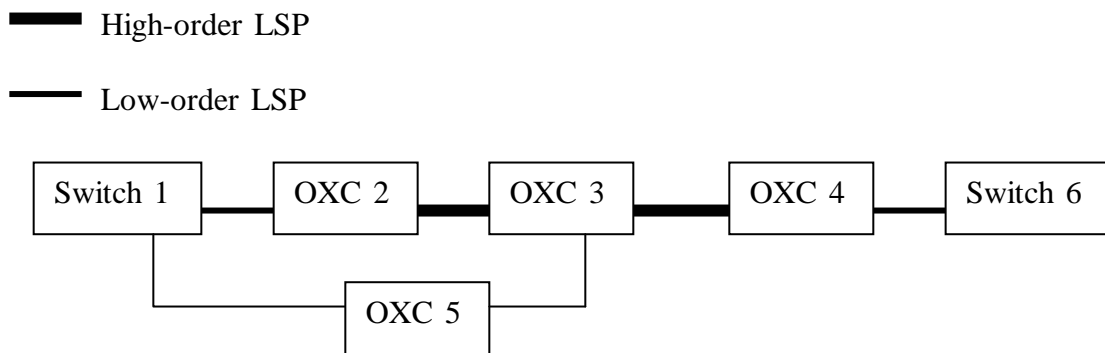 High-order LSP
Low-order LSP
Switch 1
OXC 2
OXC 3
OXC 4
Switch 6
OXC 5